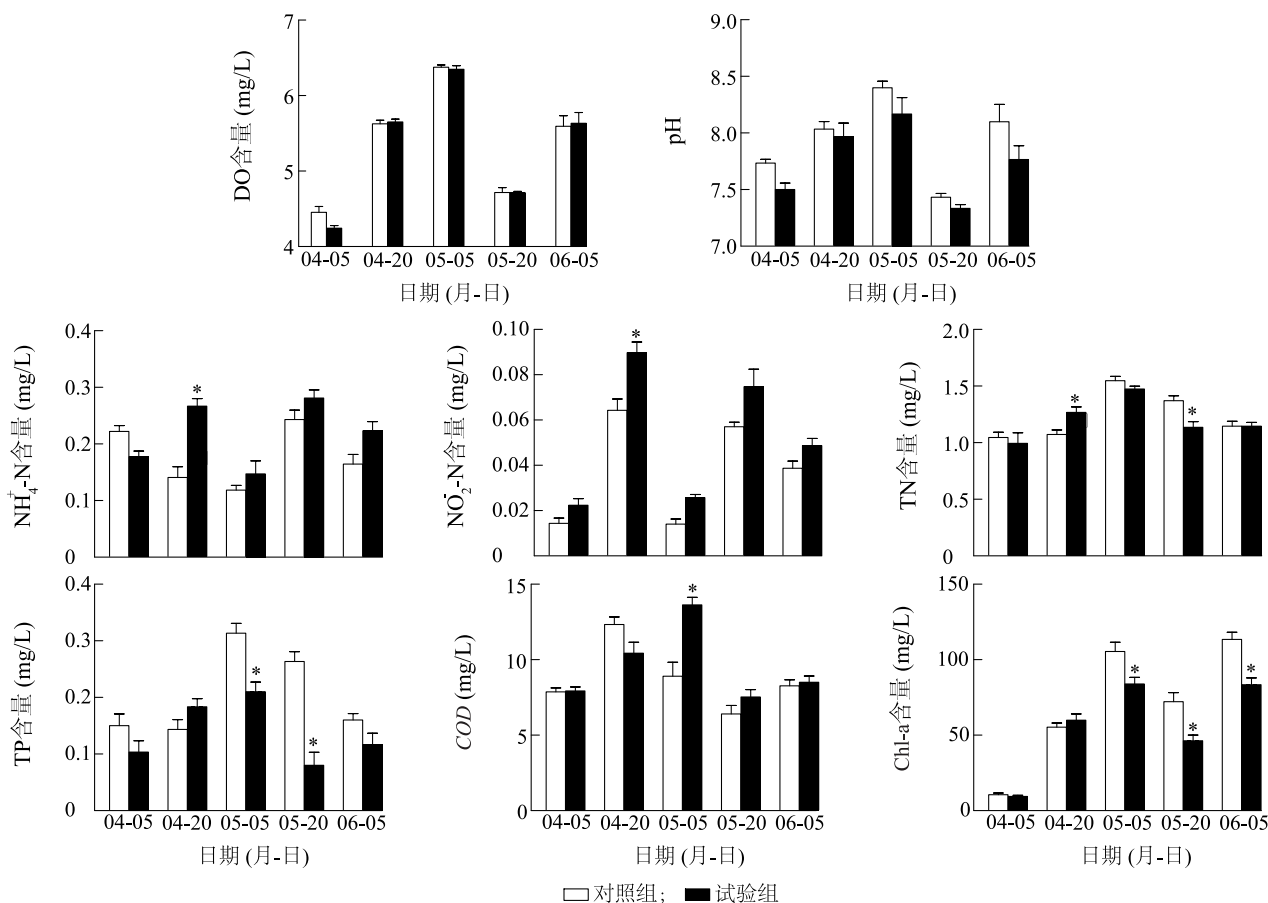 DO含量 (mg/L)
7
6
5
4
04-05 04-20 05-05 05-20 06-05
日期 (月-日)
pH
9.0
8.5
8.0
7.5
7.0
04-05 04-20 05-05 05-20 06-05
日期 (月-日)
NH₄⁺-N含量 (mg/L)
0.4
0.3
0.2
0.1
0
*
NO₂⁻-N含量 (mg/L)
0.10
0.08
0.06
0.04
0.02
0
*
TN含量 (mg/L)
2.0
1.5
1.0
0.5
0
*
*
TP含量 (mg/L)
0.4
0.3
0.2
0.1
0
*
*
04-05 04-20 05-05 05-20 06-05
日期 (月-日)
COD (mg/L)
15
10
5
0
*
04-05 04-20 05-05 05-20 06-05
日期 (月-日)
Chl-a含量 (mg/L)
150
100
50
0
*
*
*
04-05 04-20 05-05 05-20 06-05
日期 (月-日)
对照组; 试验组